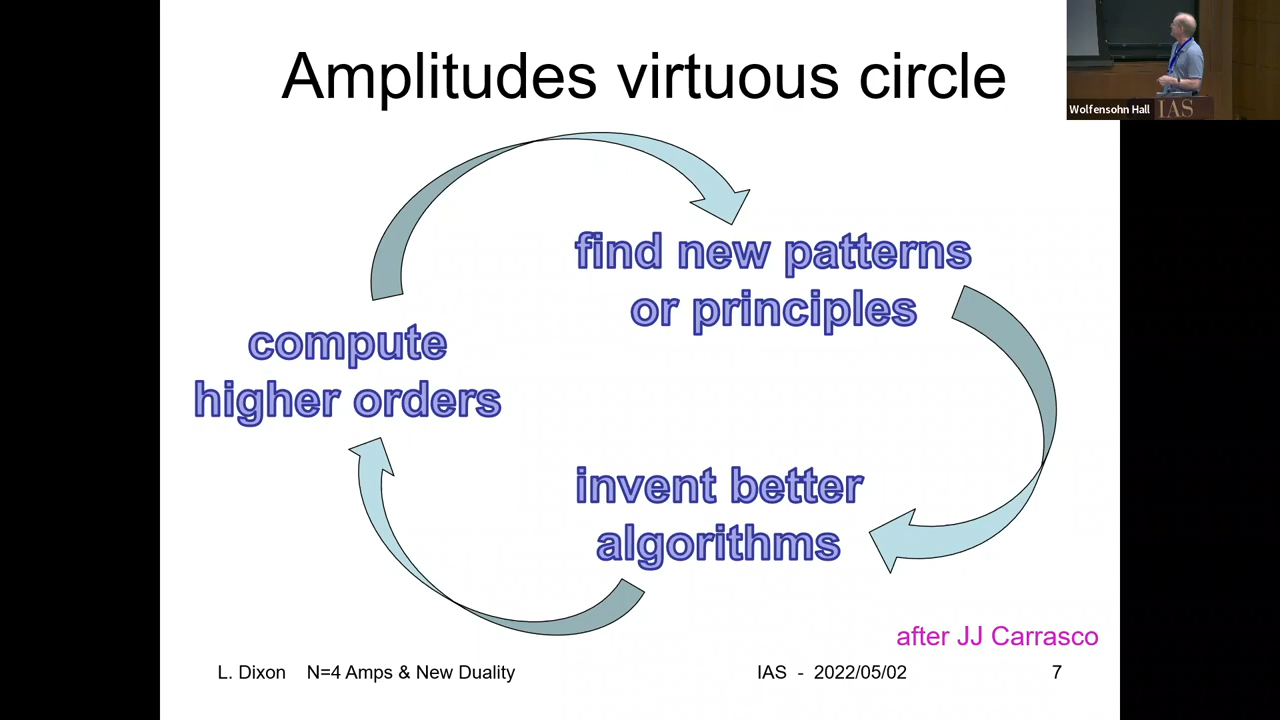 Amplitudes virtuous circle
Wolfensohn Hall
IAS
find new patterns
or principles
compute
higher orders
invent better
algorithms
after JJ Carrasco
L. Dixon N=4 Amps & New Duality IAS - 2022/05/02 7